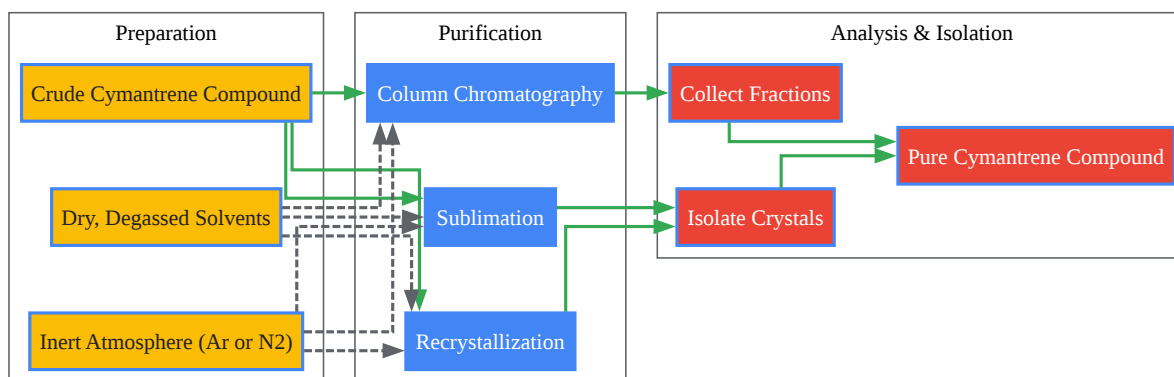 Preparation
Purification
Analysis & Isolation
Crude Cymantrene Compound
Column Chromatography
Collect Fractions
Pure Cymantrene Compound
Dry, Degassed Solvents
Sublimation
Isolate Crystals
Inert Atmosphere (Ar or N2)
Recrystallization